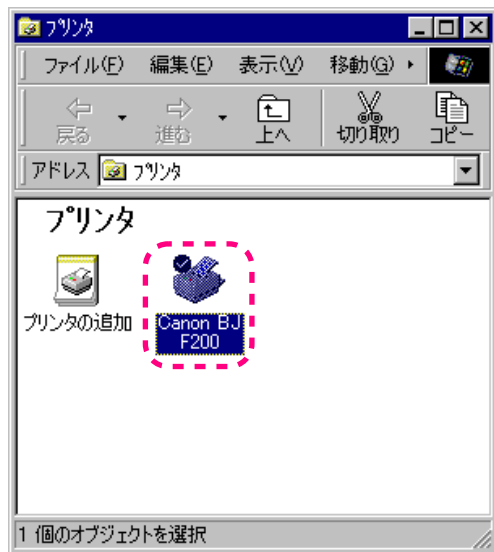 プリンタ
ファイル(F) 編集(E) 表示(V) 移動(G)
戻る 進む 上へ 切り取り コピー
アドレス プリンタ
プリンタ
プリンタの追加 Canon BJ
F200
1 個のオブジェクトを選択